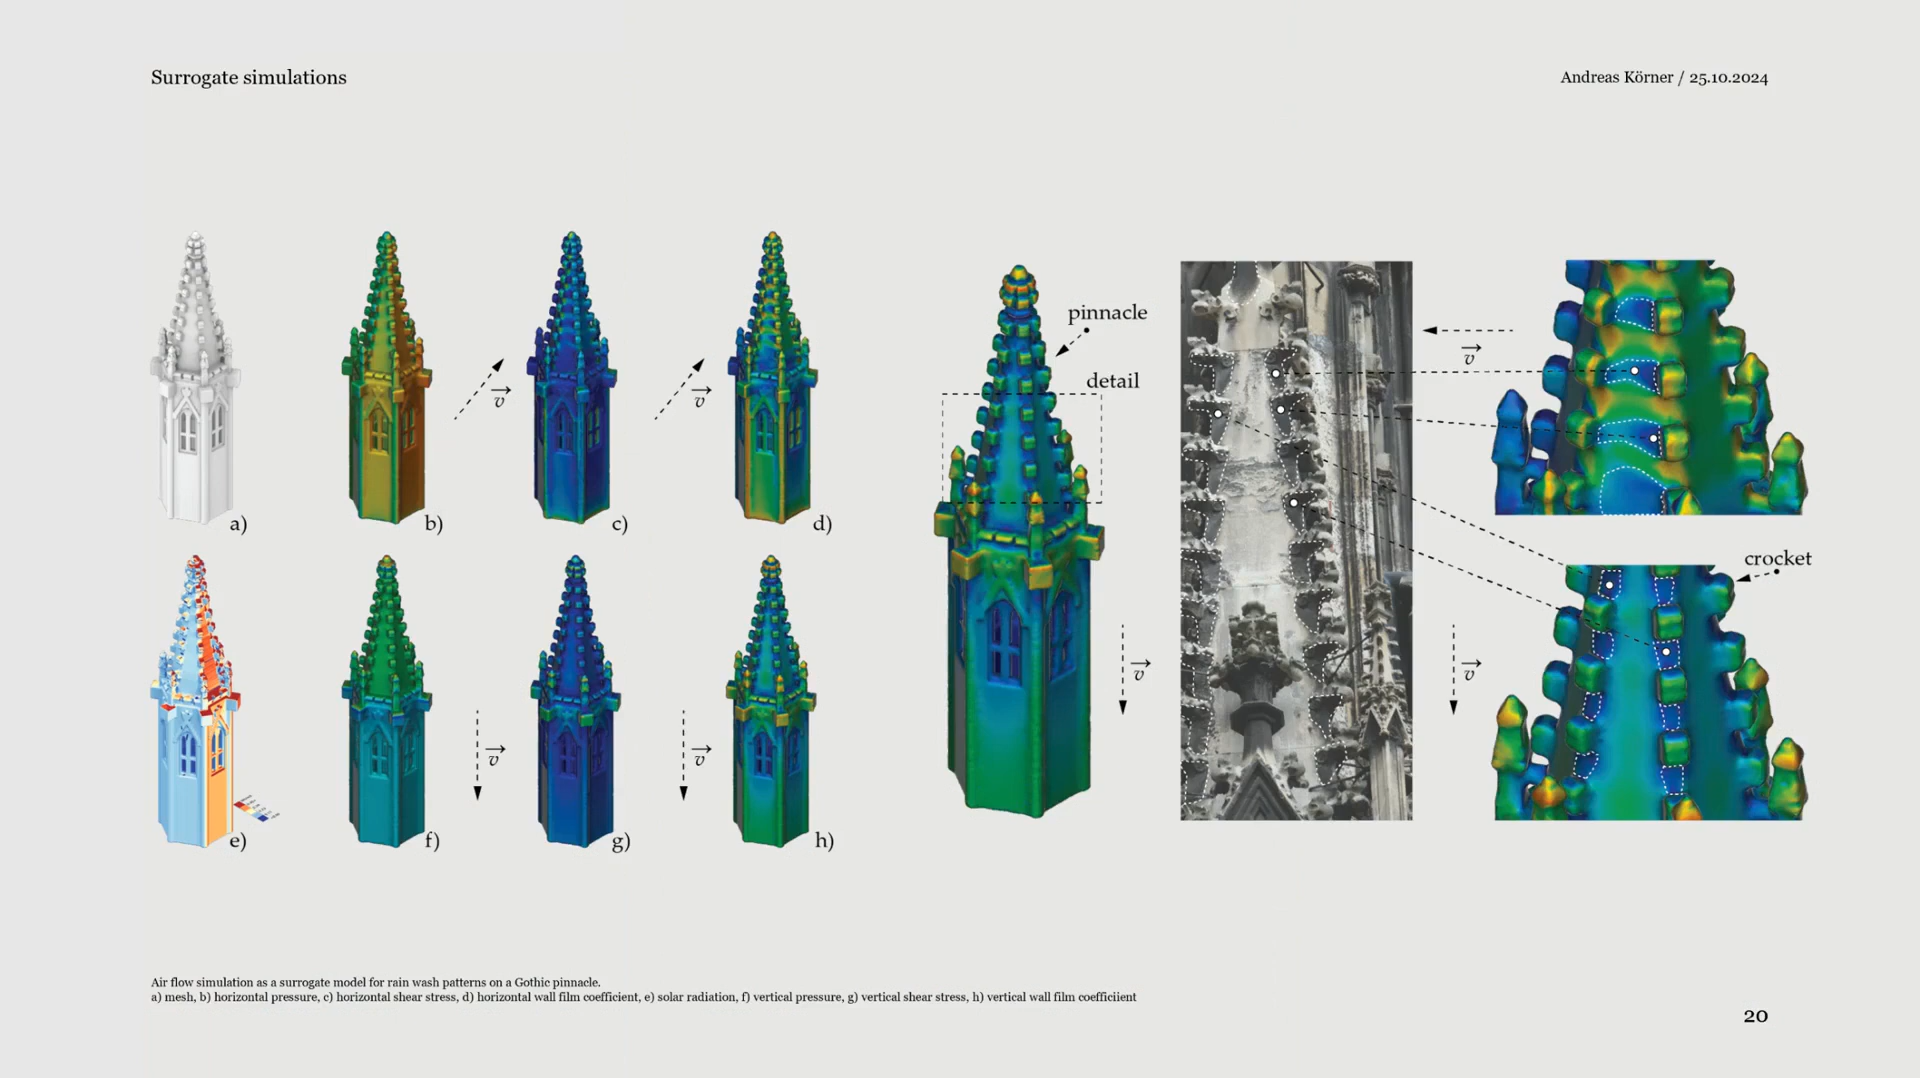 Surrogate simulations
Andreas Körner / 25.10.2024
pinnacle
detail
v
v
v
a)
b)
c)
d)
crocket
v
v
v
v
e)
f)
g)
h)
Air flow simulation as a surrogate model for rain wash patterns on a Gothic pinnacle.
a) mesh, b) horizontal pressure, c) horizontal shear stress, d) horizontal wall film coefficient, e) solar radiation, f) vertical pressure, g) vertical shear stress, h) vertical wall film coefficiient
20